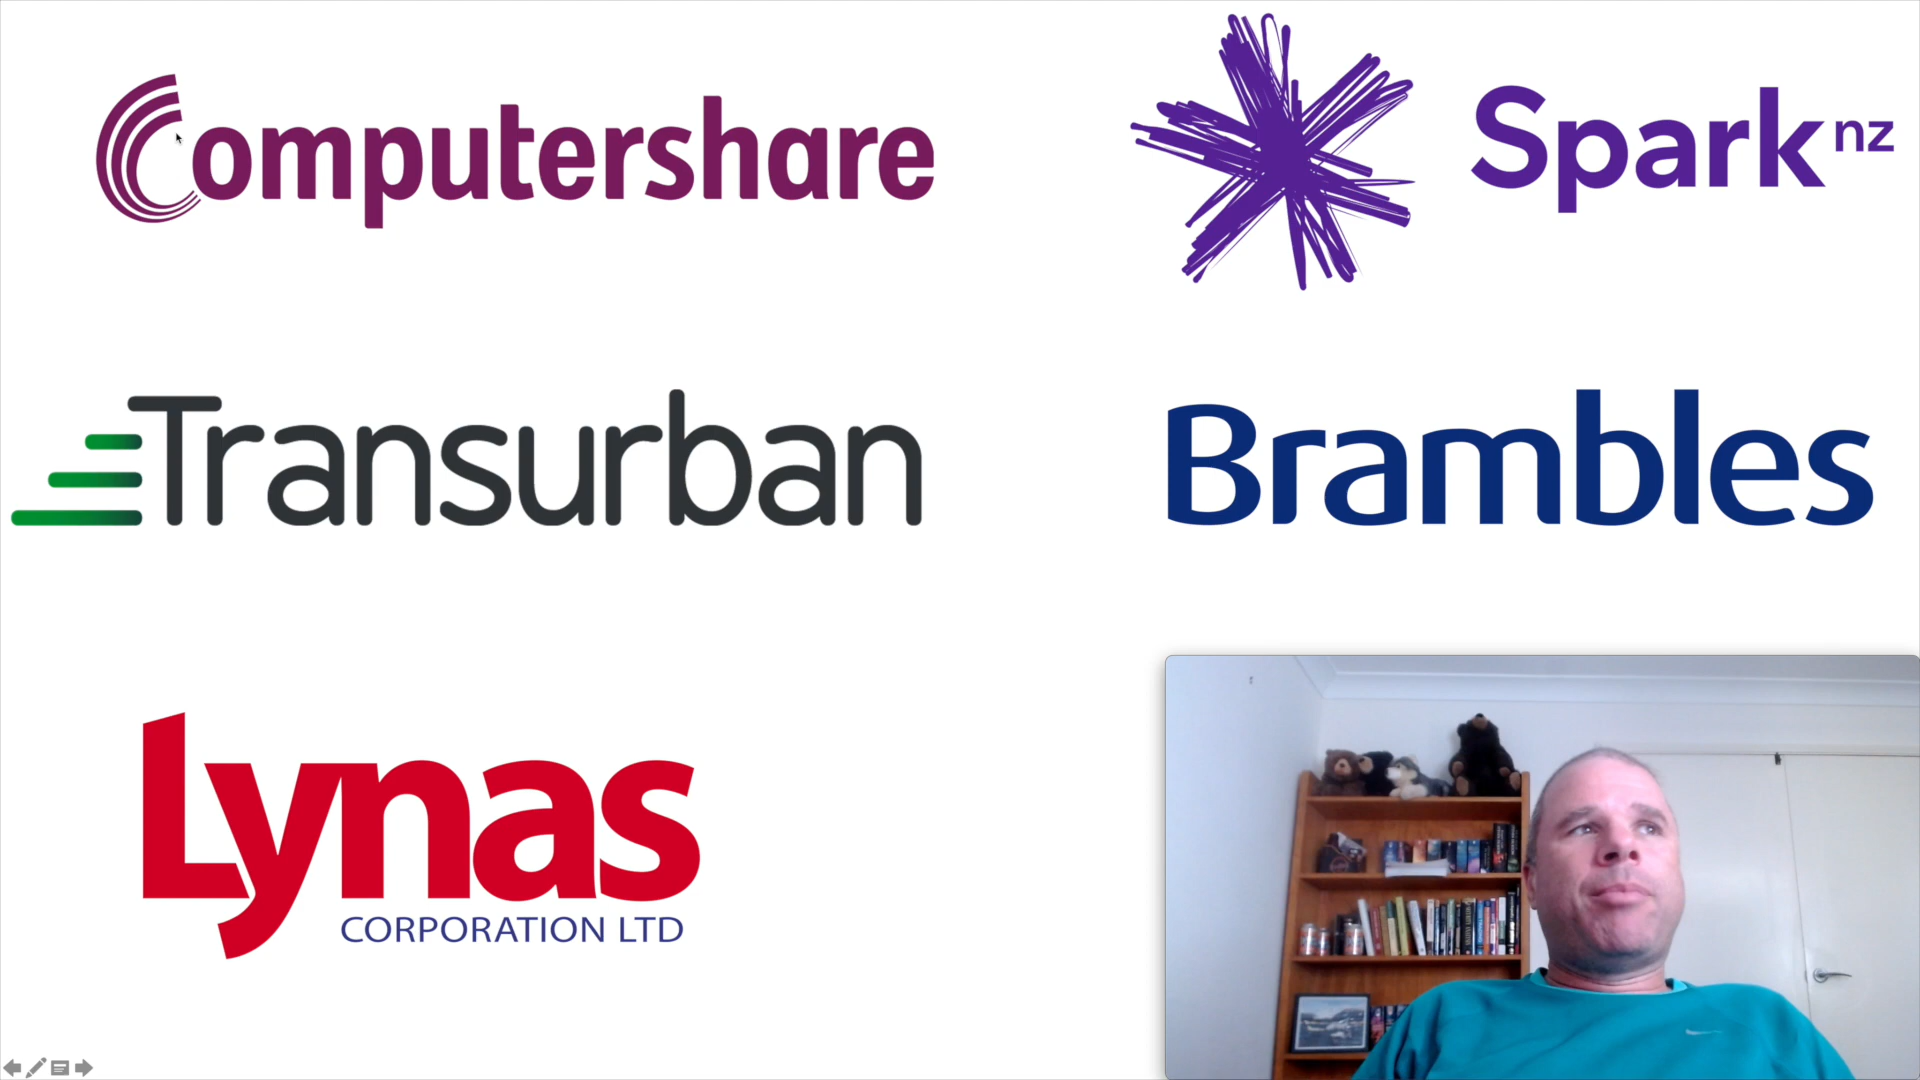 Computershare
Spark nz
Transurban
Brambles
Lynas
CORPORATION LTD